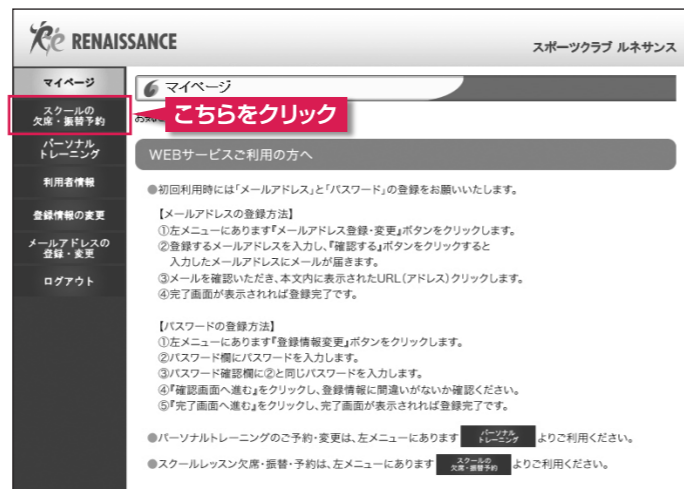 RENAISSANCE
スポーツクラブ ルネサンス
マイページ
スクールの
欠席・振替予約
パーソナル
トレーニング
利用者情報
登録情報の変更
メールアドレスの
登録・変更
ログアウト
マイページ
こちらをクリック
WEBサービスご利用の方へ
●初回利用時には「メールアドレス」と「パスワード」の登録をお願いいたします。
【メールアドレスの登録方法】
①左メニューにあります『メールアドレス登録・変更』ボタンをクリックします。
②登録するメールアドレスを入力し、『確認する』ボタンをクリックすると
入力したメールアドレスにメールが届きます。
③メールを確認いただき、本文内に表示されたURL(アドレス)クリックします。
④完了画面が表示されれば登録完了です。
【パスワードの登録方法】
①左メニューにあります『登録情報変更』ボタンをクリックします。
②パスワード欄にパスワードを入力します。
③パスワード確認欄に②と同じパスワードを入力します。
④『確認画面へ進む』をクリックし、登録情報に間違いがないか確認ください。
⑤『完了画面へ進む』をクリックし、完了画面が表示されれば登録完了です。
●パーソナルトレーニングのご予約・変更は、左メニューにあります パーソナル トレーニング よりご利用ください。
●スクールレッスン欠席・振替・予約は、左メニューにあります スクールの 欠席・振替予約 よりご利用ください。